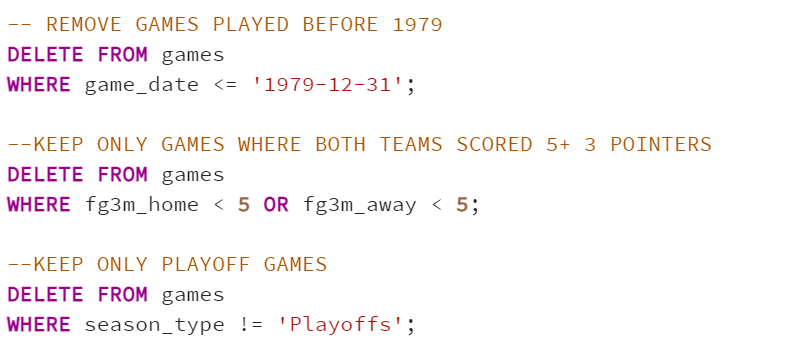 -- REMOVE GAMES PLAYED BEFORE 1979
DELETE FROM games
WHERE game_date <= '1979-12-31';
--KEEP ONLY GAMES WHERE BOTH TEAMS SCORED 5+ 3 POINTERS
DELETE FROM games
WHERE fg3m_home < 5 OR fg3m_away < 5;
--KEEP ONLY PLAYOFF GAMES
DELETE FROM games
WHERE season_type != 'Playoffs';